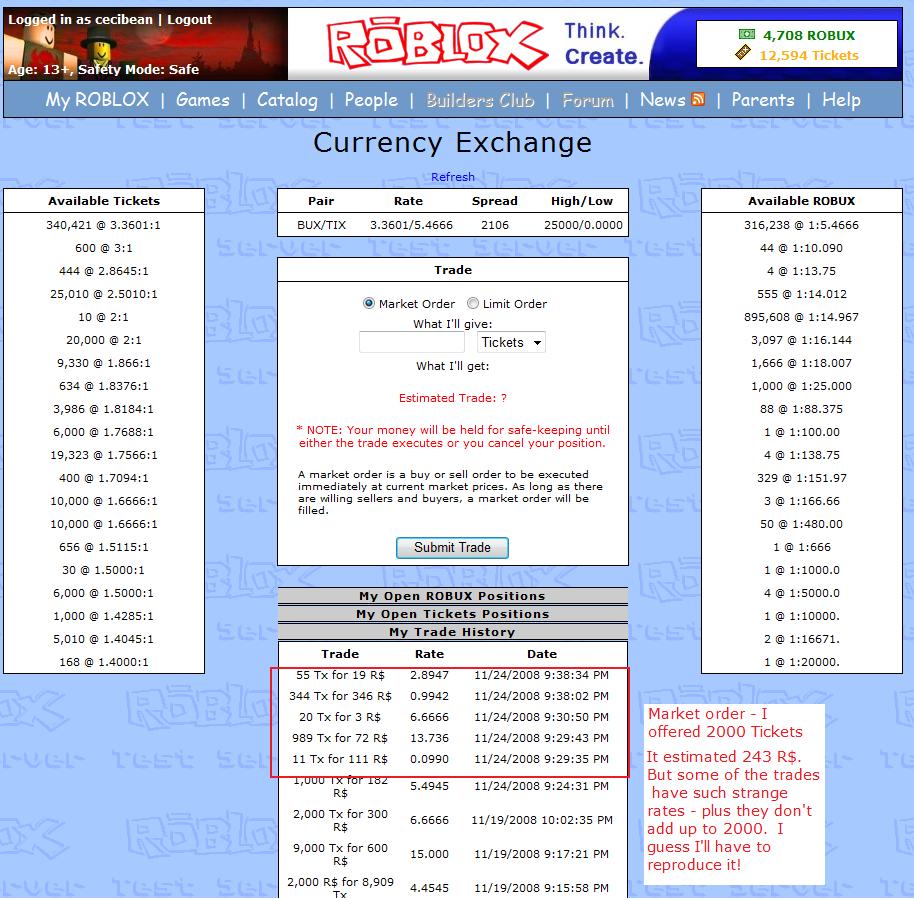 Logged in as cecibean | Logout
Age: 13+, Safety Mode: Safe
ROBLOX
Think.
Create.
4,708 ROBUX
12,594 Tickets
My ROBLOX | Games | Catalog | People | Builders Club | Forum | News | Parents | Help
Currency Exchange
Refresh
Available Tickets
340,421 @ 3.3601:1
600 @ 3:1
444 @ 2.8645:1
25,010 @ 2.5010:1
10 @ 2:1
20,000 @ 2:1
9,330 @ 1.866:1
634 @ 1.8376:1
3,986 @ 1.8184:1
6,000 @ 1.7688:1
19,323 @ 1.7566:1
400 @ 1.7094:1
10,000 @ 1.6666:1
10,000 @ 1.6666:1
656 @ 1.5115:1
30 @ 1.5000:1
6,000 @ 1.5000:1
1,000 @ 1.4285:1
5,010 @ 1.4045:1
168 @ 1.4000:1
Pair Rate Spread High/Low
BUX/TIX 3.3601/5.4666 2106 25000/0.0000
Trade
Market Order Limit Order
What I'll give:
Tickets
What I'll get:
Estimated Trade: ?
* NOTE: Your money will be held for safe-keeping until
either the trade executes or you cancel your position.
A market order is a buy or sell order to be executed
immediately at current market prices. As long as there
are willing sellers and buyers, a market order will be
filled.
Submit Trade
My Open ROBUX Positions
My Open Tickets Positions
My Trade History
Trade Rate Date
55 Tx for 19 R$ 2.8947 11/24/2008 9:38:34 PM
344 Tx for 346 R$ 0.9942 11/24/2008 9:38:02 PM
20 Tx for 3 R$ 6.6666 11/24/2008 9:30:50 PM
989 Tx for 72 R$ 13.736 11/24/2008 9:29:43 PM
11 Tx for 111 R$ 0.0990 11/24/2008 9:29:35 PM
1,000 Tx for 182 5.4945 11/24/2008 9:24:31 PM
R$
2,000 Tx for 300 6.6666 11/19/2008 10:02:35 PM
R$
9,000 Tx for 600 15.000 11/19/2008 9:17:21 PM
R$
2,000 R$ for 8,909 4.4545 11/19/2008 9:15:58 PM
Tx
Available ROBUX
316,238 @ 1:5.4666
44 @ 1:10.090
4 @ 1:13.75
555 @ 1:14.012
895,608 @ 1:14.967
3,097 @ 1:16.144
1,666 @ 1:18.007
1,000 @ 1:25.000
88 @ 1:88.375
1 @ 1:100.00
4 @ 1:138.75
329 @ 1:151.97
3 @ 1:166.66
50 @ 1:480.00
1 @ 1:666
1 @ 1:1000.0
4 @ 1:5000.0
1 @ 1:10000.
2 @ 1:16671.
1 @ 1:20000.
Market order - I
offered 2000 Tickets
It estimated 243 R$.
But some of the trades
have such strange
rates - plus they don't
add up to 2000. I
guess I'll have to
reproduce it!
Test Server